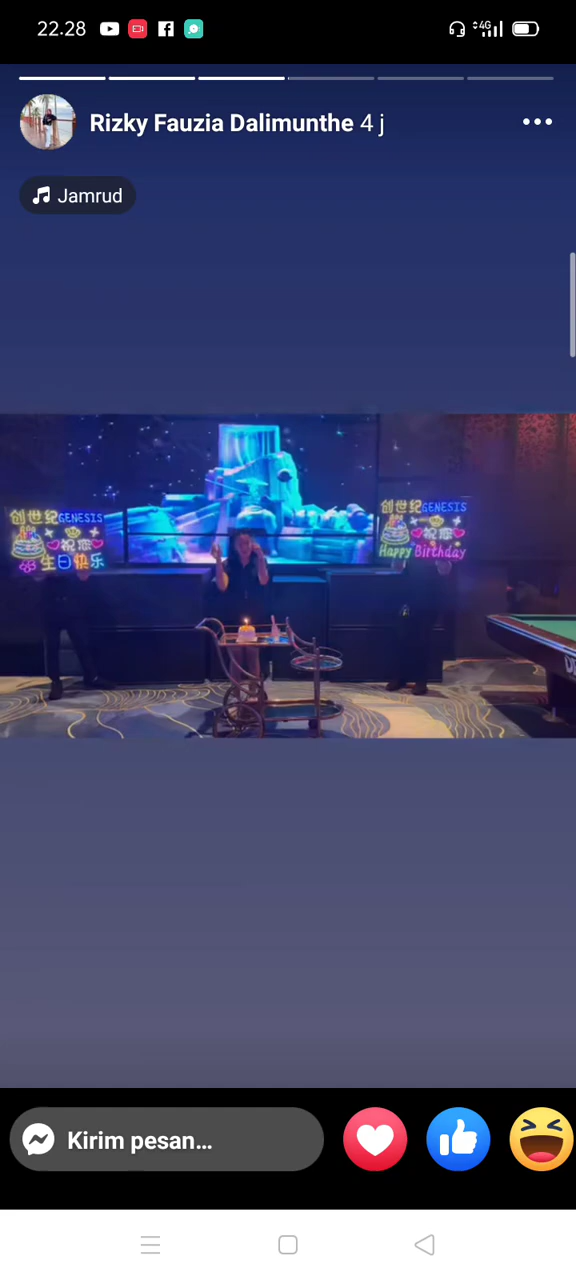 22.28
4G
Rizky Fauzia Dalimunthe 4 j
Jamrud
创世纪GENESIS
祝您
生日快乐
创世纪GENESIS
祝您
Happy Birthday
Kirim pesan...